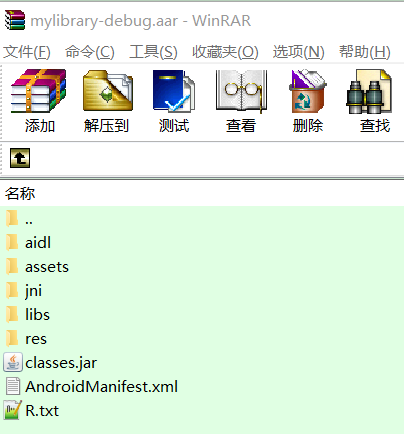 mylibrary-debug.aar - WinRAR
文件(F) 命令(C) 工具(S) 收藏夹(O) 选项(N) 帮助(H)
添加 解压到 测试 查看 删除 查找
名称
..
aidl
assets
jni
libs
res
classes.jar
AndroidManifest.xml
R.txt